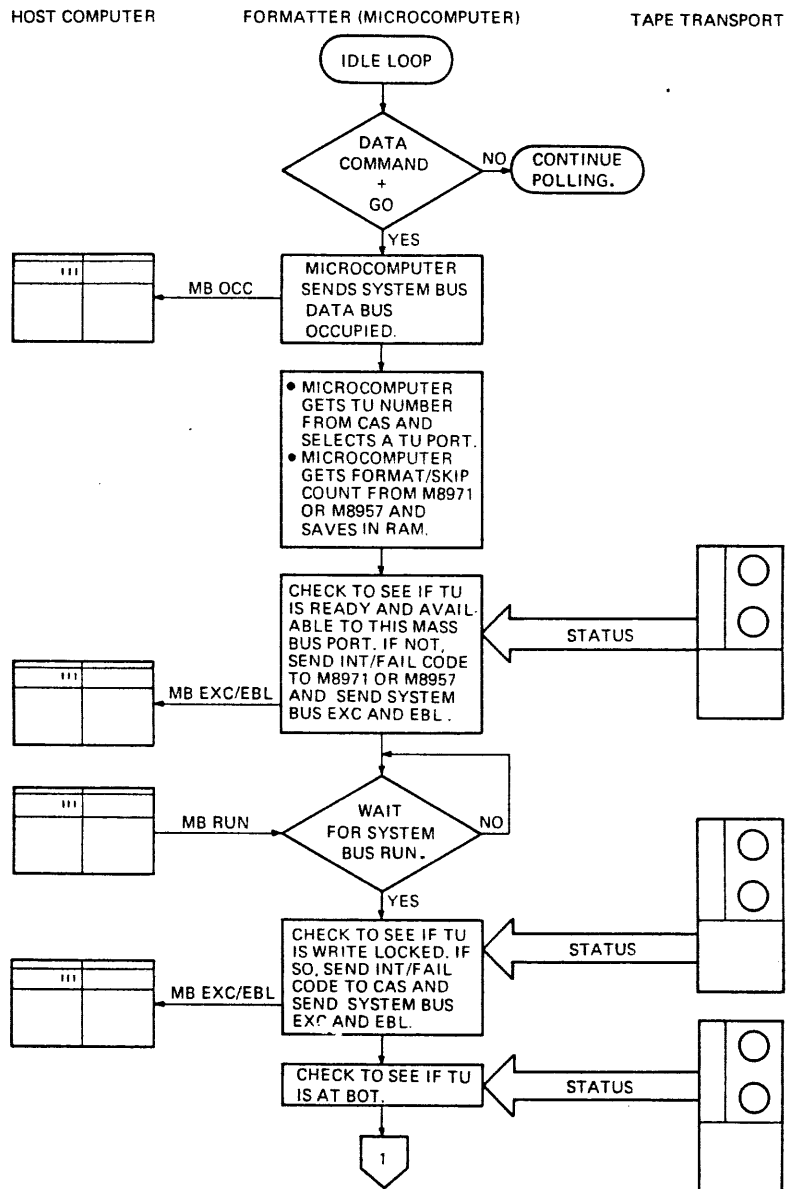 HOST COMPUTER
FORMATTER (MICROCOMPUTER)
TAPE TRANSPORT
IDLE LOOP
DATA
COMMAND
+
GO
NO
CONTINUE
POLLING.
YES
MB OCC
MICROCOMPUTER
SENDS SYSTEM BUS
DATA BUS
OCCUPIED.
• MICROCOMPUTER
GETS TU NUMBER
FROM CAS AND
SELECTS A TU PORT.
• MICROCOMPUTER
GETS FORMAT/SKIP
COUNT FROM M8971
OR M8957 AND
SAVES IN RAM.
CHECK TO SEE IF TU
IS READY AND AVAIL-
ABLE TO THIS MASS
BUS PORT. IF NOT,
SEND INT/FAIL CODE
TO M8971 OR M8957
AND SEND SYSTEM
BUS EXC AND EBL.
STATUS
MB EXC/EBL
MB RUN
WAIT
FOR SYSTEM
BUS RUN.
NO
YES
CHECK TO SEE IF TU
IS WRITE LOCKED. IF
SO, SEND INT/FAIL
CODE TO CAS AND
SEND SYSTEM BUS
EXC AND EBL.
STATUS
MB EXC/EBL
CHECK TO SEE IF TU
IS AT BOT.
STATUS
1